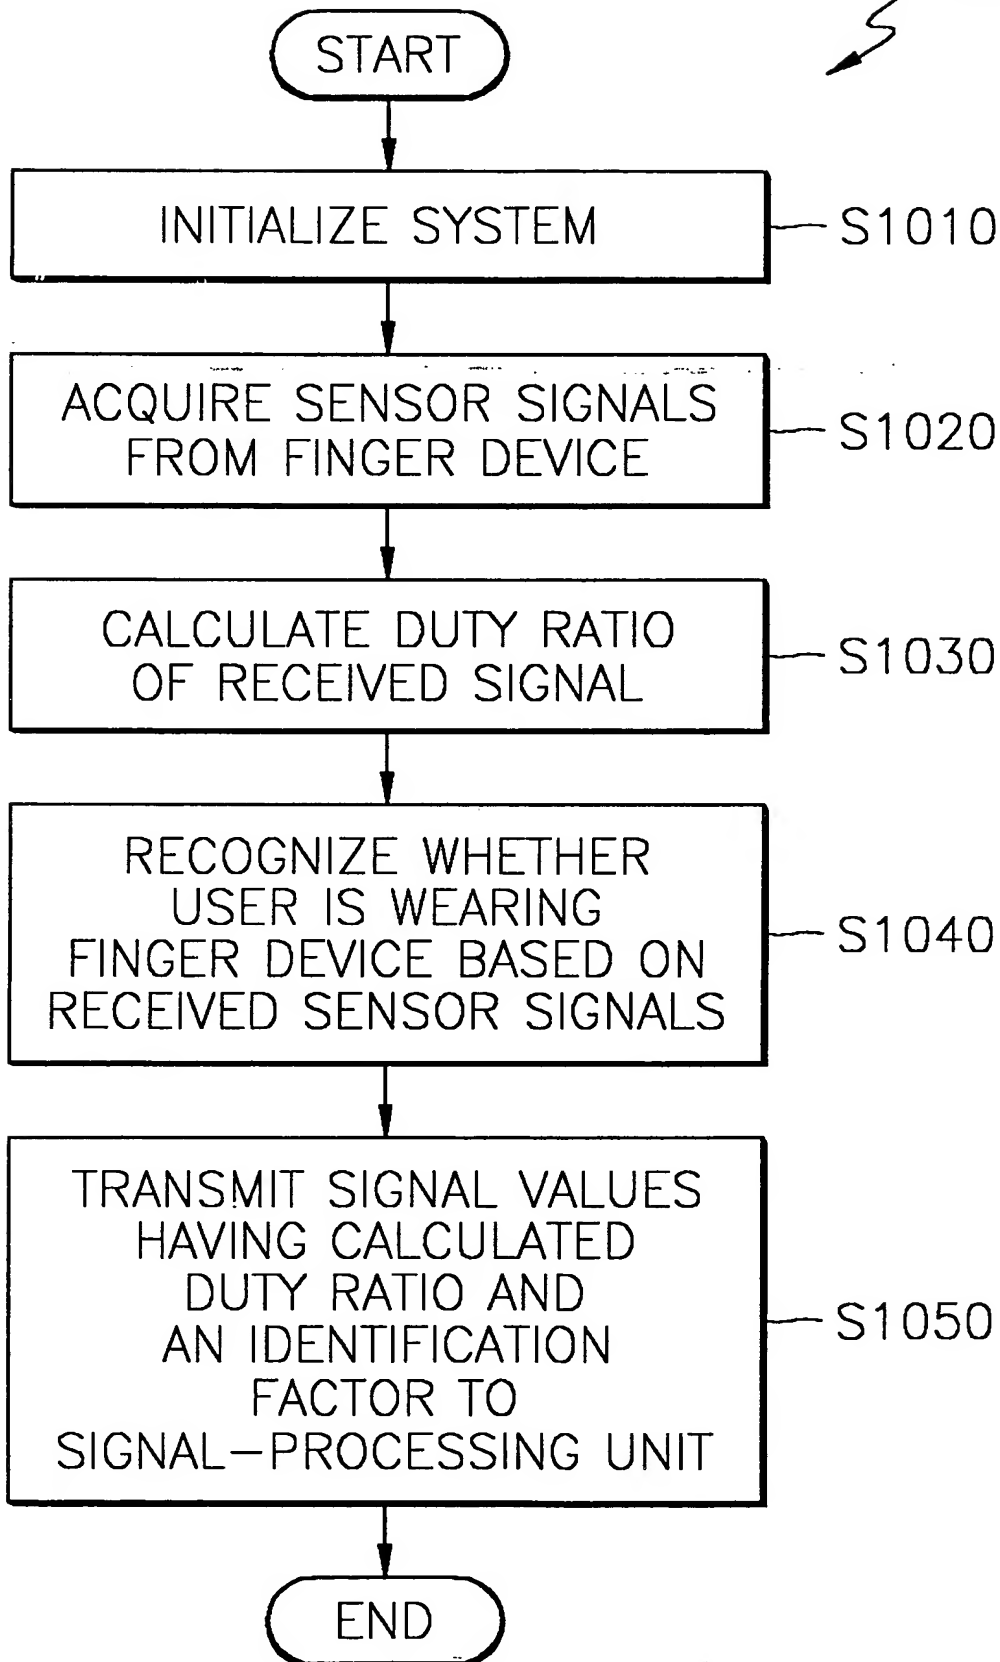 START
INITIALIZE SYSTEM
S1010
ACQUIRE SENSOR SIGNALS
FROM FINGER DEVICE
S1020
CALCULATE DUTY RATIO
OF RECEIVED SIGNAL
S1030
RECOGNIZE WHETHER
USER IS WEARING
FINGER DEVICE BASED ON
RECEIVED SENSOR SIGNALS
S1040
TRANSMIT SIGNAL VALUES
HAVING CALCULATED
DUTY RATIO AND
AN IDENTIFICATION
FACTOR TO
SIGNAL-PROCESSING UNIT
S1050
END